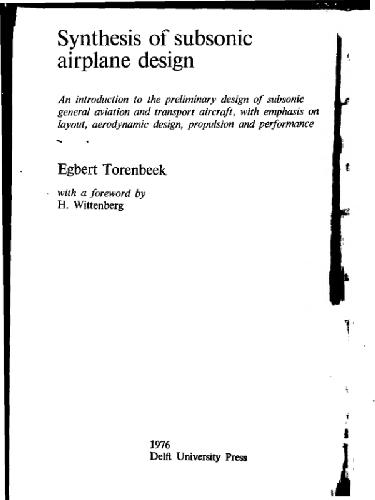 Synthesis of subsonic
airplane design
An introduction to the preliminary design of subsonic
general aviation and transport aircraft, with emphasis on
layout, aerodynamic design, propulsion and performance
Egbert Torenbeek
with a foreword by
H. Wittenberg
1976
Delft University Press